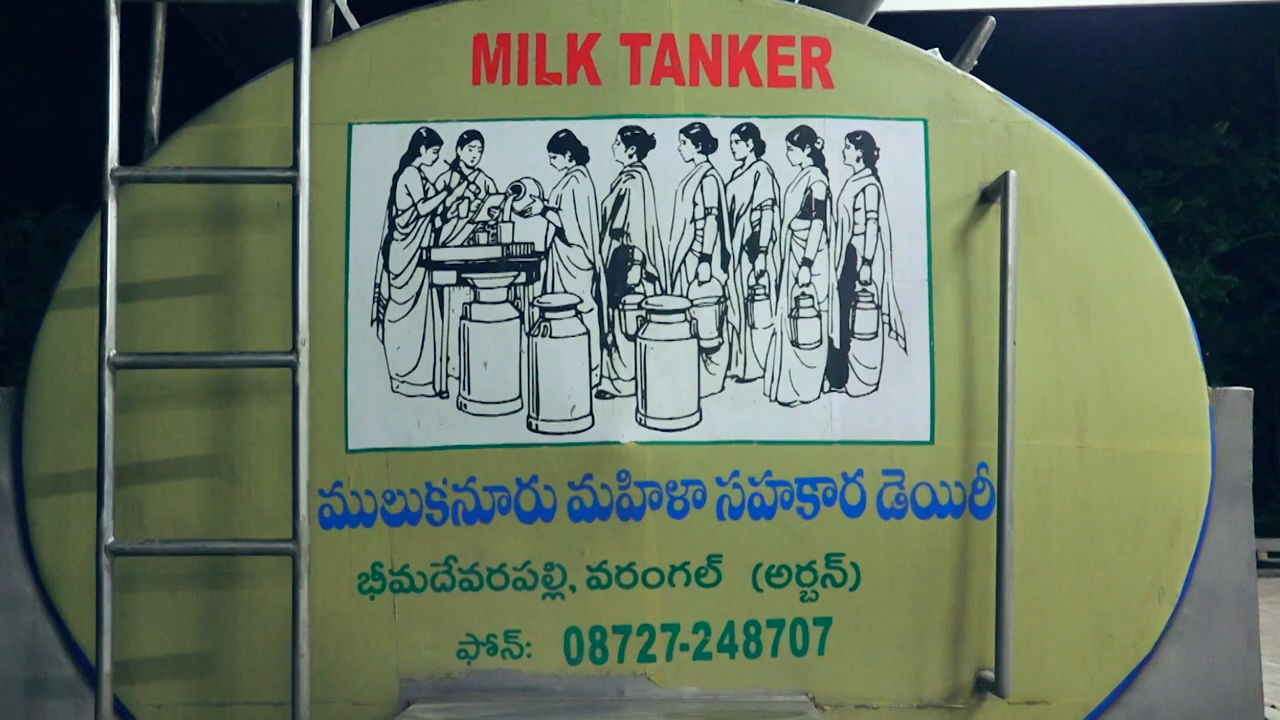 MILK TANKER
ములుకనూరు మహిళా సహకార డెయిరీ
భీమదేవరపల్లి, వరంగల్ (అర్బన్)
ఫోన్: 08727-248707